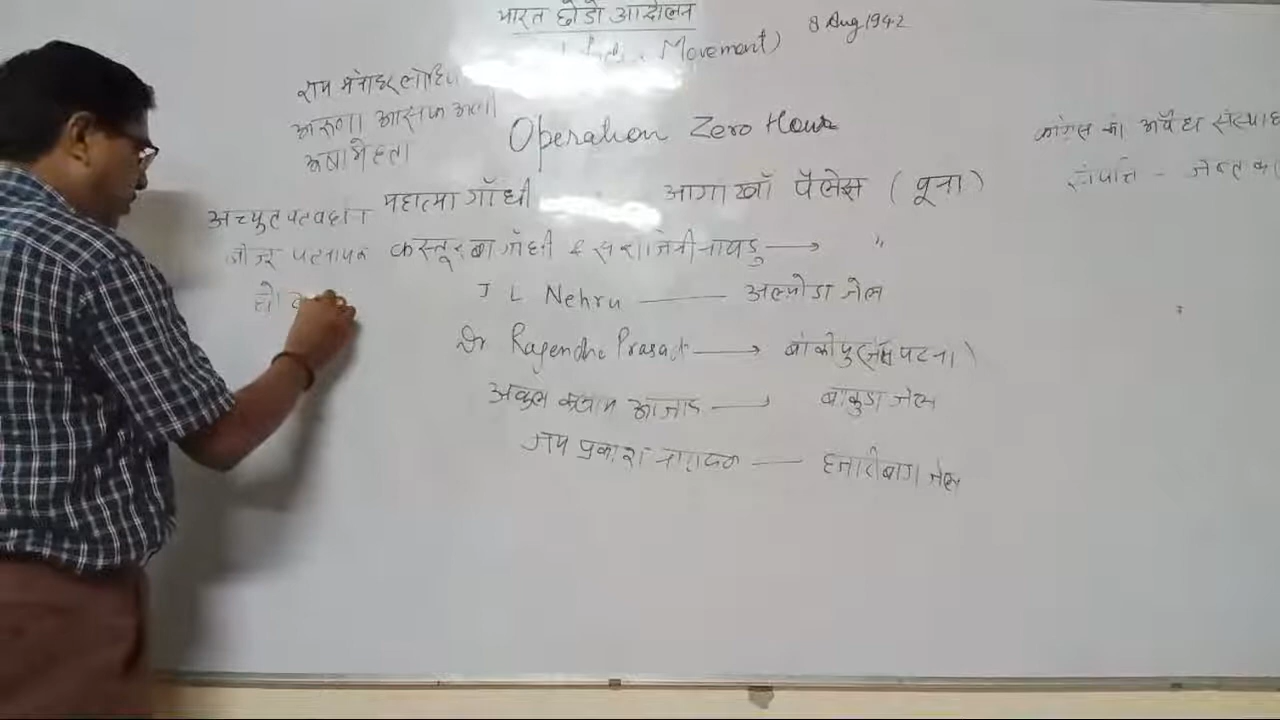 भारत छोडो आन्दोलन
8 Aug 1942
Movement)
राम मनोहर लोहिया
अरूणा आसफ अली
उषा मेहता
Operation Zero Hour
कांग्रेस को अवैध संस्था
संपत्ति - जब्त
महात्मा गाँधी आगा खाँ पैलेस (पूना)
अच्युत पटवर्धन
बीजू पटनायक
कस्तूरबा गाँधी & सरोजिनी नायडु → "
J L Nehru — अल्मोडा जेल
Dr Rajendra Prasad → बांकीपुर जेल (पटना)
अबुल कलाम आजाद → बांकुडा जेल
जय प्रकाश नारायण — हजारीबाग जेल